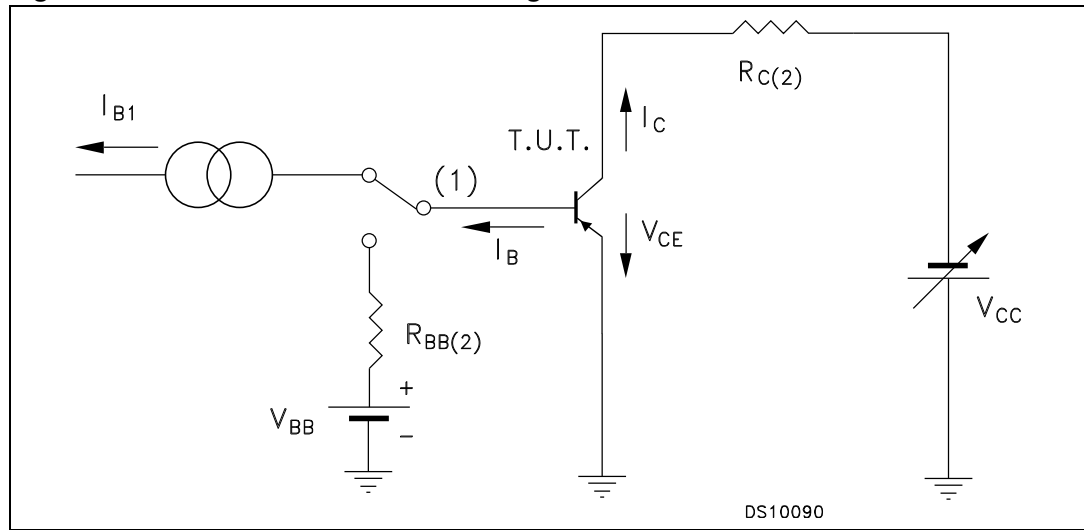 R_C(2)
I_B1
I_C
T.U.T.
(1)
V_CE
I_B
V_CC
R_BB(2)
+
V_BB
-
DS10090